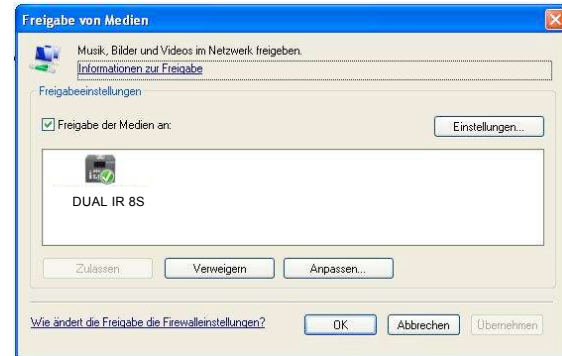 Freigabe von Medien
Musik, Bilder und Videos im Netzwerk freigeben.
Informationen zur Freigabe
Freigabeeinstellungen
Freigabe der Medien an:
Einstellungen...
DUAL IR 8S
Zulassen
Verweigern
Anpassen...
Wie ändert die Freigabe die Firewalleinstellungen?
OK
Abbrechen
Übernehmen